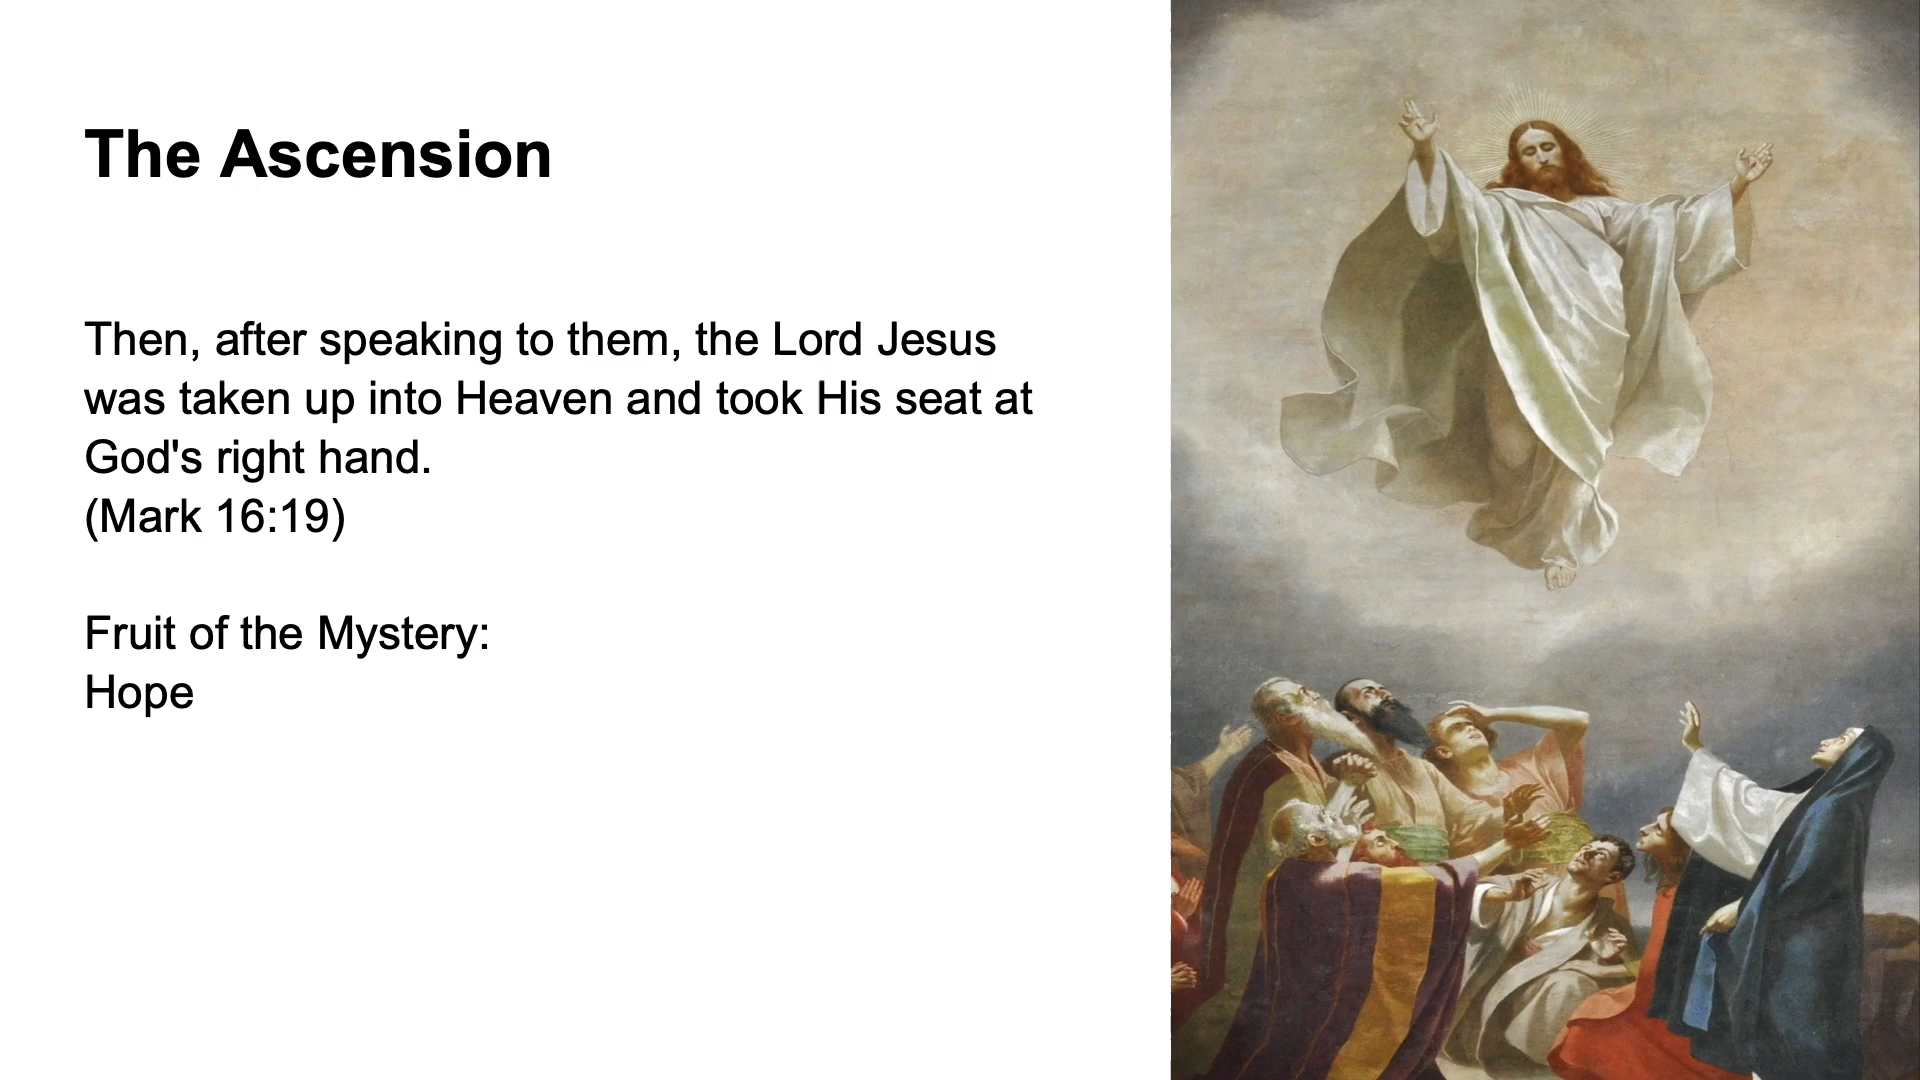 The Ascension
Then, after speaking to them, the Lord Jesus
was taken up into Heaven and took His seat at
God's right hand.
(Mark 16:19)
Fruit of the Mystery:
Hope